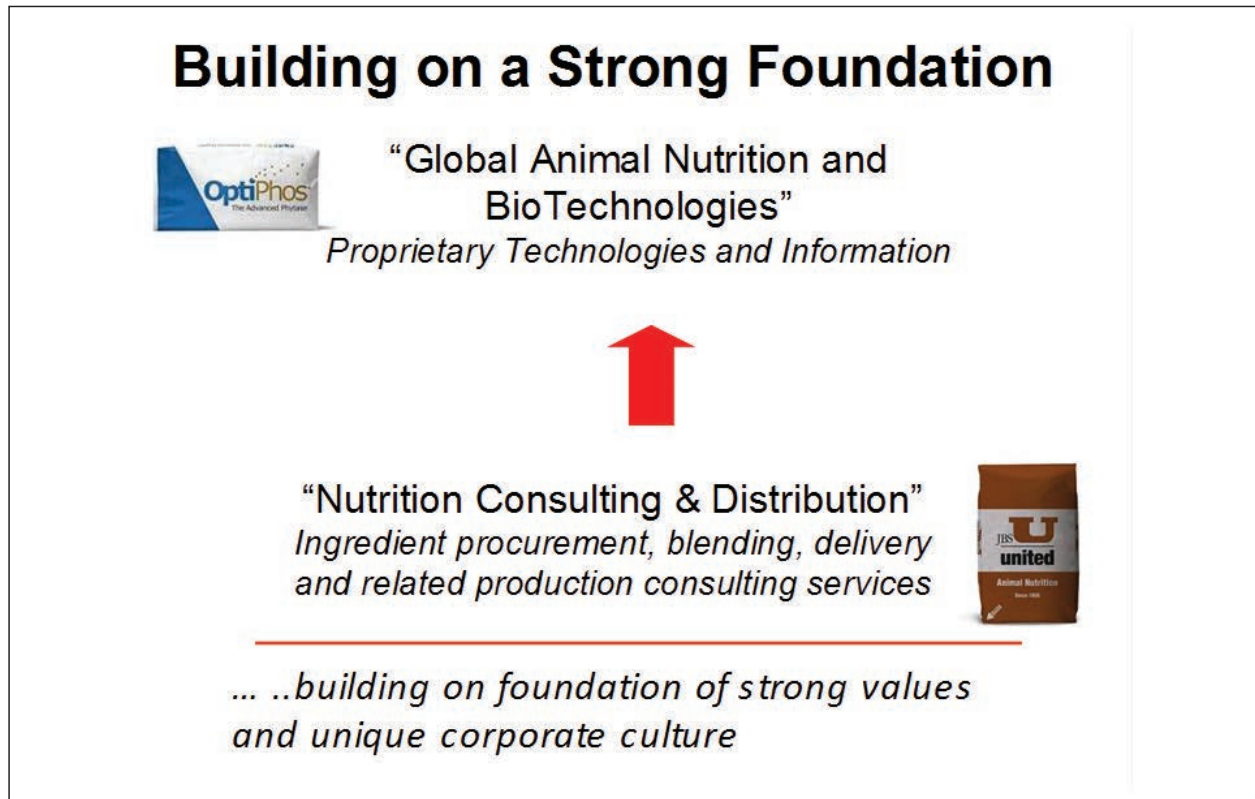 Building on a Strong Foundation
“Global Animal Nutrition and
BioTechnologies”
Proprietary Technologies and Information
OptiPhos
The Advanced Phytase
“Nutrition Consulting & Distribution”
Ingredient procurement, blending, delivery
and related production consulting services
JBS U
united
Animal Nutrition
... ..building on foundation of strong values
and unique corporate culture